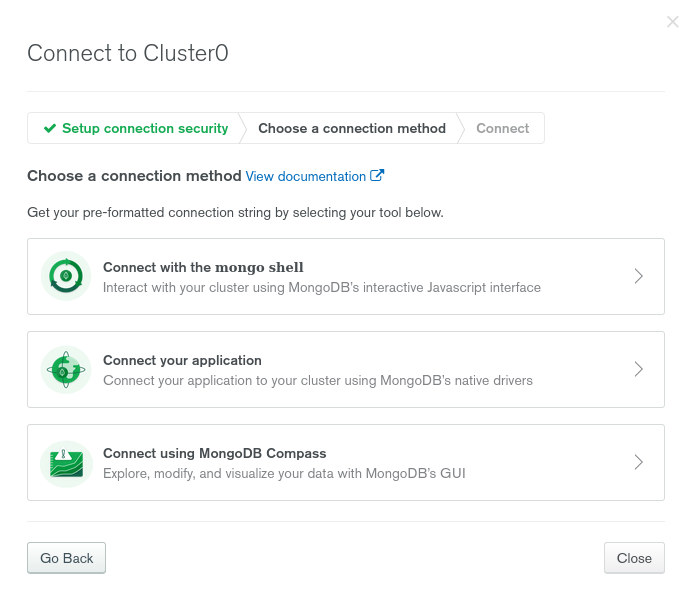 Connect to Cluster0
Setup connection security
Choose a connection method
Connect
Choose a connection method View documentation
Get your pre-formatted connection string by selecting your tool below.
Connect with the mongo shell
Interact with your cluster using MongoDB's interactive Javascript interface
Connect your application
Connect your application to your cluster using MongoDB's native drivers
Connect using MongoDB Compass
Explore, modify, and visualize your data with MongoDB's GUI
Go Back
Close